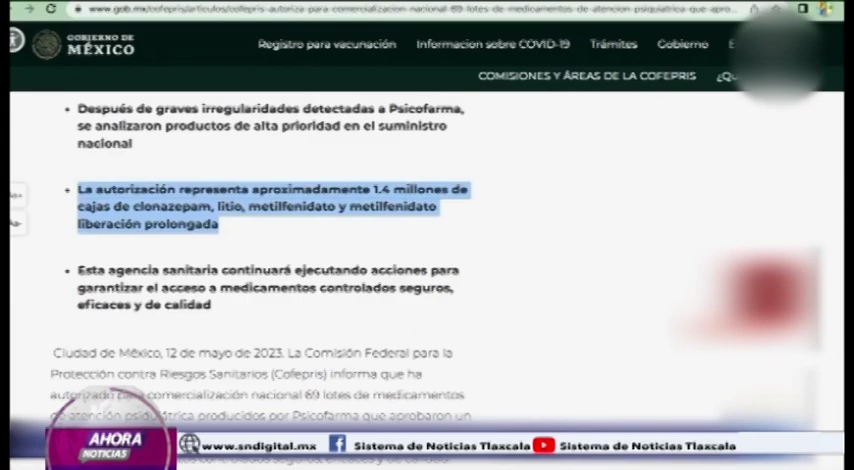 www.gob.mx/cofepris/articulos/cofepris-autoriza-para-comercializacion-nacional-69-lotes-de-medicamentos-de-atencion-psiquiatrica-que-apro...
GOBIERNO DE
MÉXICO
Registro para vacunación Informacion sobre COVID-19 Trámites Gobierno
COMISIONES Y ÁREAS DE LA COFEPRIS
• Después de graves irregularidades detectadas a Psicofarma,
se analizaron productos de alta prioridad en el suministro
nacional
• La autorización representa aproximadamente 1.4 millones de
cajas de clonazepam, litio, metilfenidato y metilfenidato
liberación prolongada
• Esta agencia sanitaria continuará ejecutando acciones para
garantizar el acceso a medicamentos controlados seguros,
eficaces y de calidad
Ciudad de México, 12 de mayo de 2023. La Comisión Federal para la
Protección contra Riesgos Sanitarios (Cofepris) informa que ha
autorizado para comercialización nacional 69 lotes de medicamentos
de atención psiquiátrica producidos por Psicofarma que aprobaron un
AHORA
NOTICIAS
www.sndigital.mx Sistema de Noticias Tlaxcala Sistema de Noticias Tlaxcala